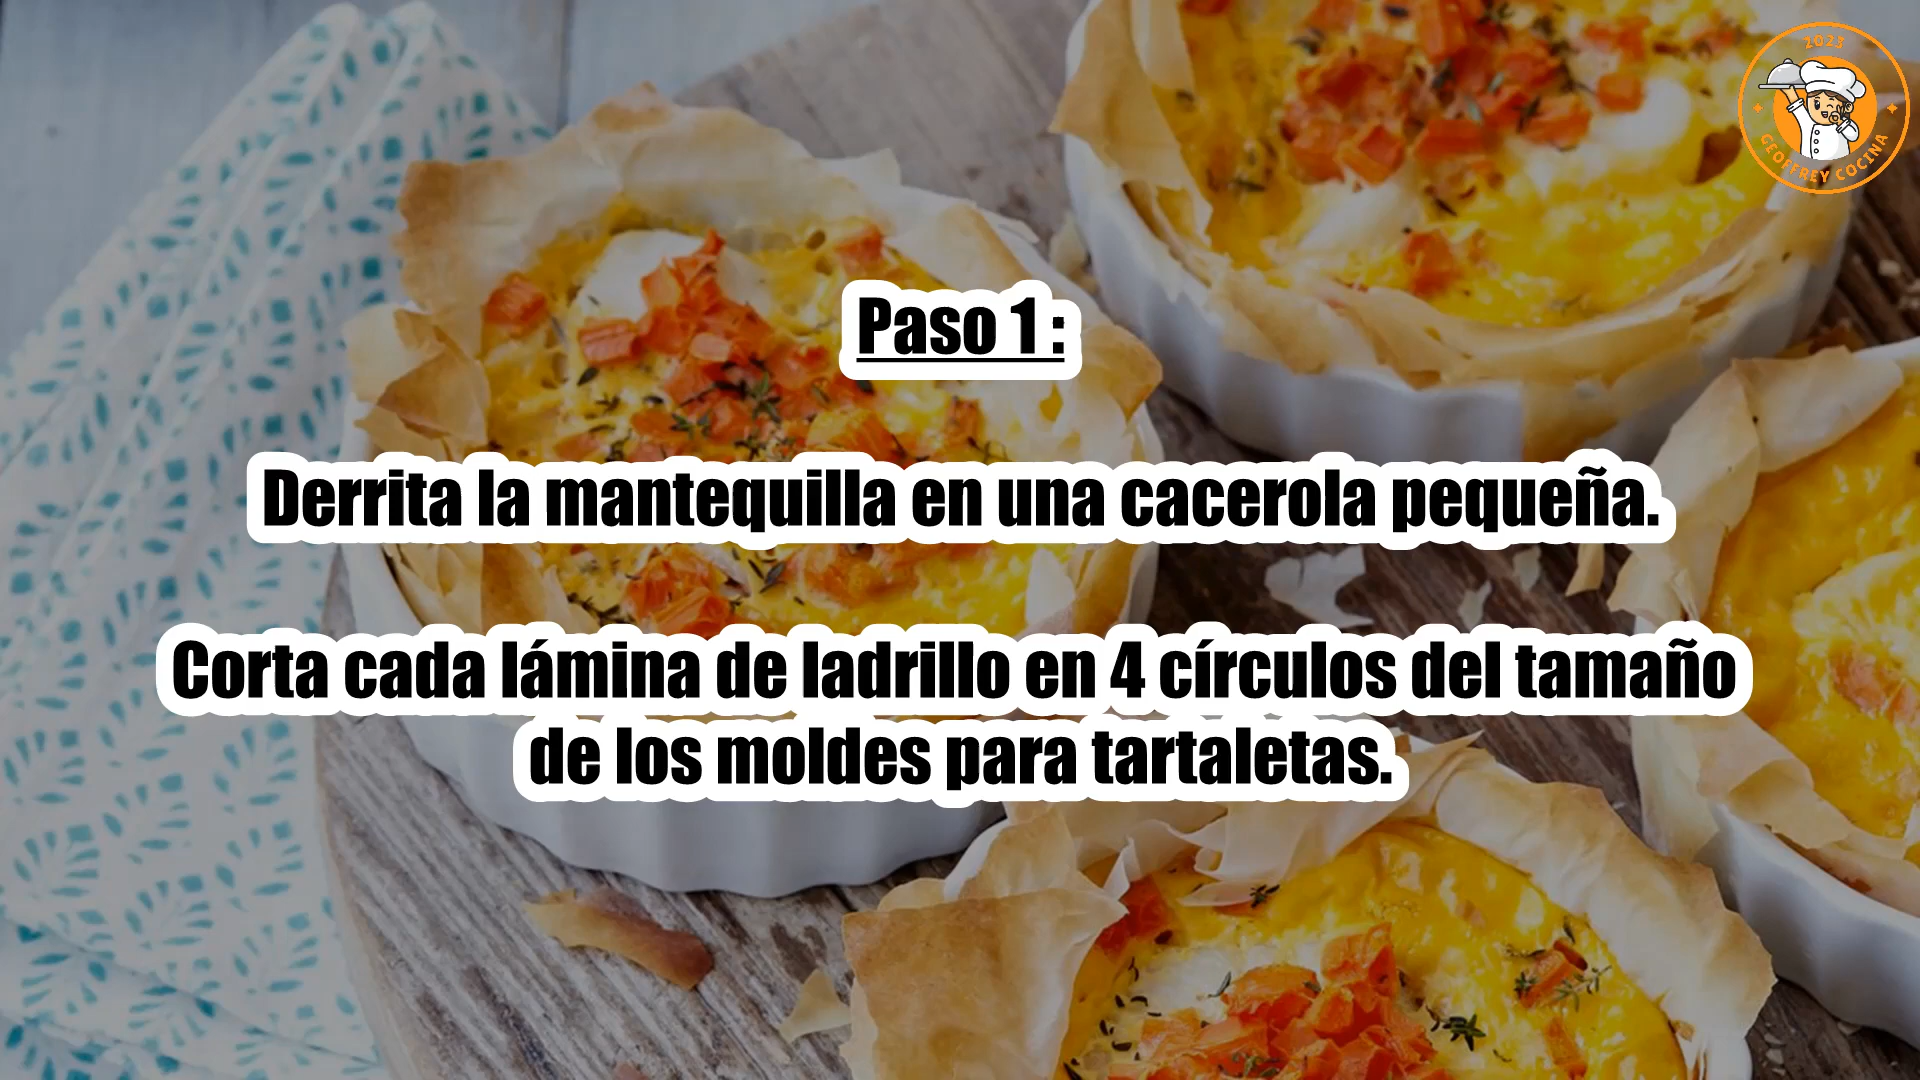 2023
GEOFFREY COCINA
Paso 1 :
Derrita la mantequilla en una cacerola pequeña.
Corta cada lámina de ladrillo en 4 círculos del tamaño
de los moldes para tartaletas.